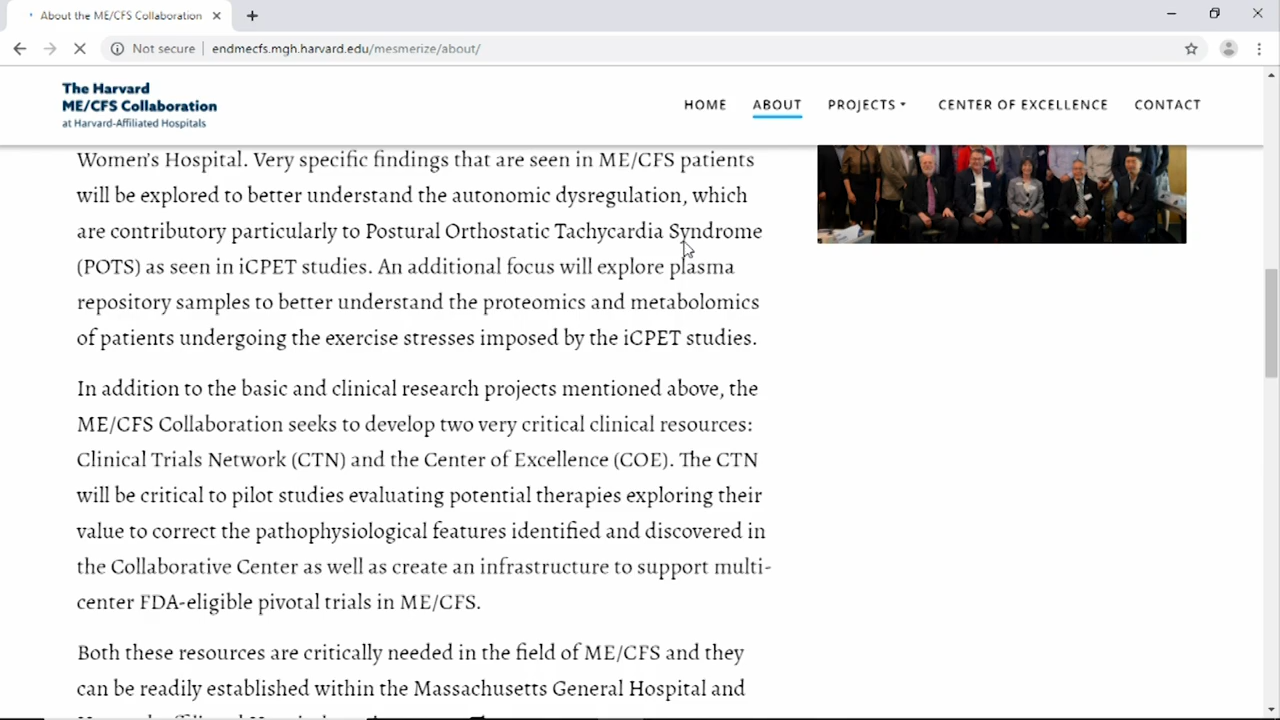 About the ME/CFS Collaboration
Not secure
endmecfs.mgh.harvard.edu/mesmerize/about/
The Harvard
ME/CFS Collaboration
at Harvard-Affiliated Hospitals
HOME
ABOUT
PROJECTS
CENTER OF EXCELLENCE
CONTACT
Women's Hospital. Very specific findings that are seen in ME/CFS patients
will be explored to better understand the autonomic dysregulation, which
are contributory particularly to Postural Orthostatic Tachycardia Syndrome
(POTS) as seen in iCPET studies. An additional focus will explore plasma
repository samples to better understand the proteomics and metabolomics
of patients undergoing the exercise stresses imposed by the iCPET studies.
In addition to the basic and clinical research projects mentioned above, the
ME/CFS Collaboration seeks to develop two very critical clinical resources:
Clinical Trials Network (CTN) and the Center of Excellence (COE). The CTN
will be critical to pilot studies evaluating potential therapies exploring their
value to correct the pathophysiological features identified and discovered in
the Collaborative Center as well as create an infrastructure to support multi-
center FDA-eligible pivotal trials in ME/CFS.
Both these resources are critically needed in the field of ME/CFS and they
can be readily established within the Massachusetts General Hospital and